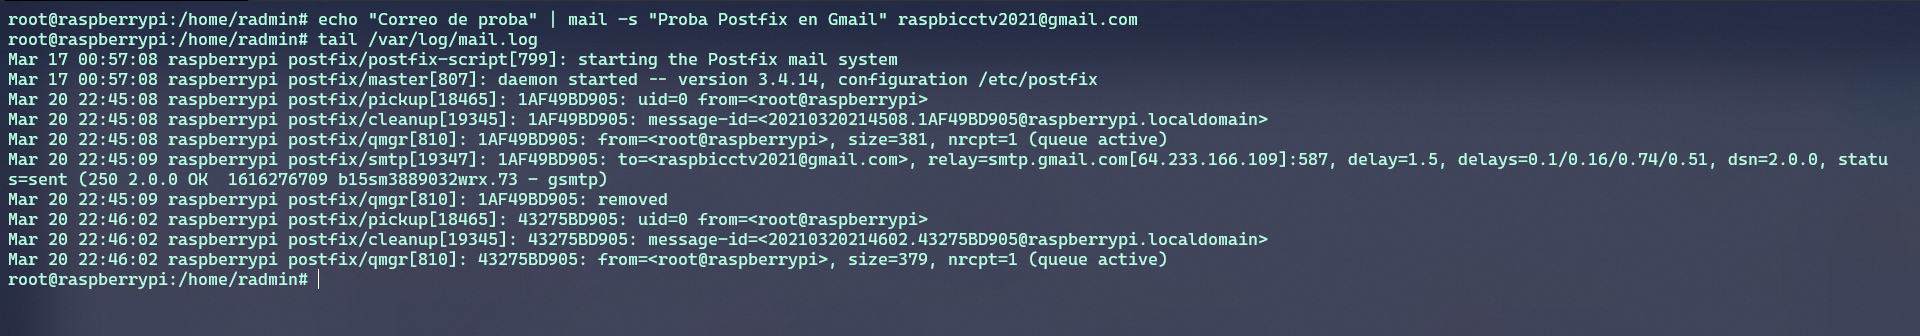 root@raspberrypi:/home/radmin# echo "Correo de proba" | mail -s "Proba Postfix en Gmail" raspbicctv2021@gmail.com
root@raspberrypi:/home/radmin# tail /var/log/mail.log
Mar 17 00:57:08 raspberrypi postfix/postfix-script[799]: starting the Postfix mail system
Mar 17 00:57:08 raspberrypi postfix/master[807]: daemon started -- version 3.4.14, configuration /etc/postfix
Mar 20 22:45:08 raspberrypi postfix/pickup[18465]: 1AF49BD905: uid=0 from=<root@raspberrypi>
Mar 20 22:45:08 raspberrypi postfix/cleanup[19345]: 1AF49BD905: message-id=<20210320214508.1AF49BD905@raspberrypi.localdomain>
Mar 20 22:45:08 raspberrypi postfix/qmgr[810]: 1AF49BD905: from=<root@raspberrypi>, size=381, nrcpt=1 (queue active)
Mar 20 22:45:09 raspberrypi postfix/smtp[19347]: 1AF49BD905: to=<raspbicctv2021@gmail.com>, relay=smtp.gmail.com[64.233.166.109]:587, delay=1.5, delays=0.1/0.16/0.74/0.51, dsn=2.0.0, statu
s=sent (250 2.0.0 OK  1616276709 b15sm3889032wrx.73 - gsmtp)
Mar 20 22:45:09 raspberrypi postfix/qmgr[810]: 1AF49BD905: removed
Mar 20 22:46:02 raspberrypi postfix/pickup[18465]: 43275BD905: uid=0 from=<root@raspberrypi>
Mar 20 22:46:02 raspberrypi postfix/cleanup[19345]: 43275BD905: message-id=<20210320214602.43275BD905@raspberrypi.localdomain>
Mar 20 22:46:02 raspberrypi postfix/qmgr[810]: 43275BD905: from=<root@raspberrypi>, size=379, nrcpt=1 (queue active)
root@raspberrypi:/home/radmin#